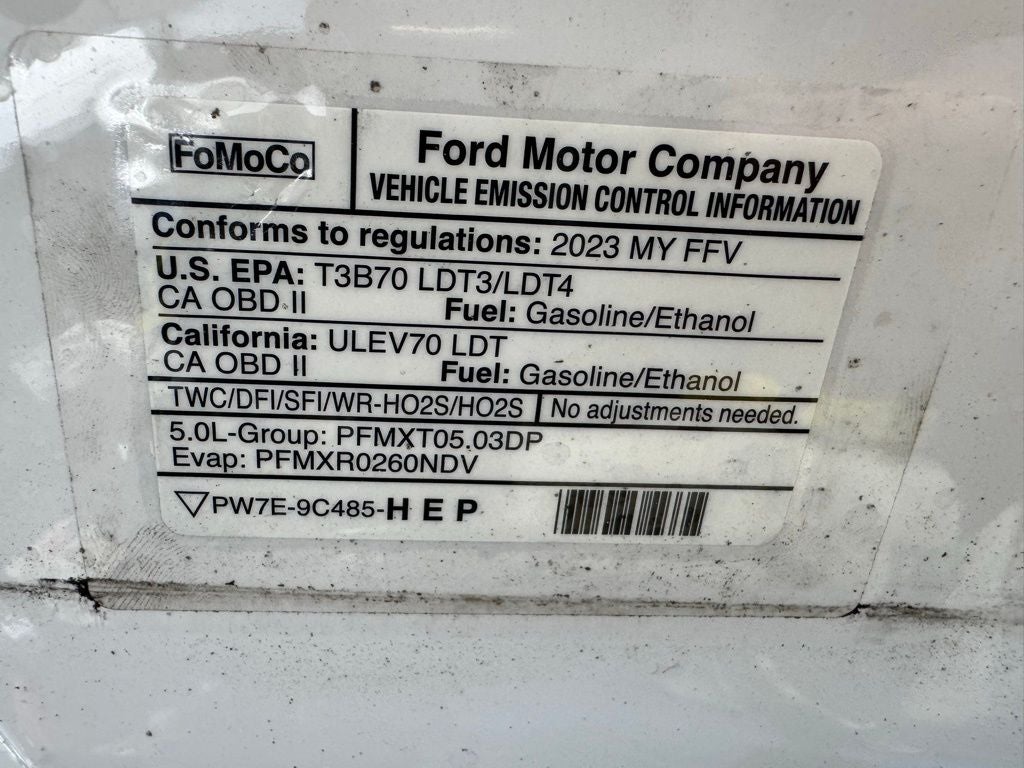 FoMoCo
Ford Motor Company
VEHICLE EMISSION CONTROL INFORMATION
Conforms to regulations: 2023 MY FFV
U.S. EPA: T3B70 LDT3/LDT4
CA OBD II Fuel: Gasoline/Ethanol
California: ULEV70 LDT
CA OBD II Fuel: Gasoline/Ethanol
TWC/DFI/SFI/WR-HO2S/HO2S No adjustments needed.
5.0L-Group: PFMXT05.03DP
Evap: PFMXR0260NDV
PW7E-9C485-HEP